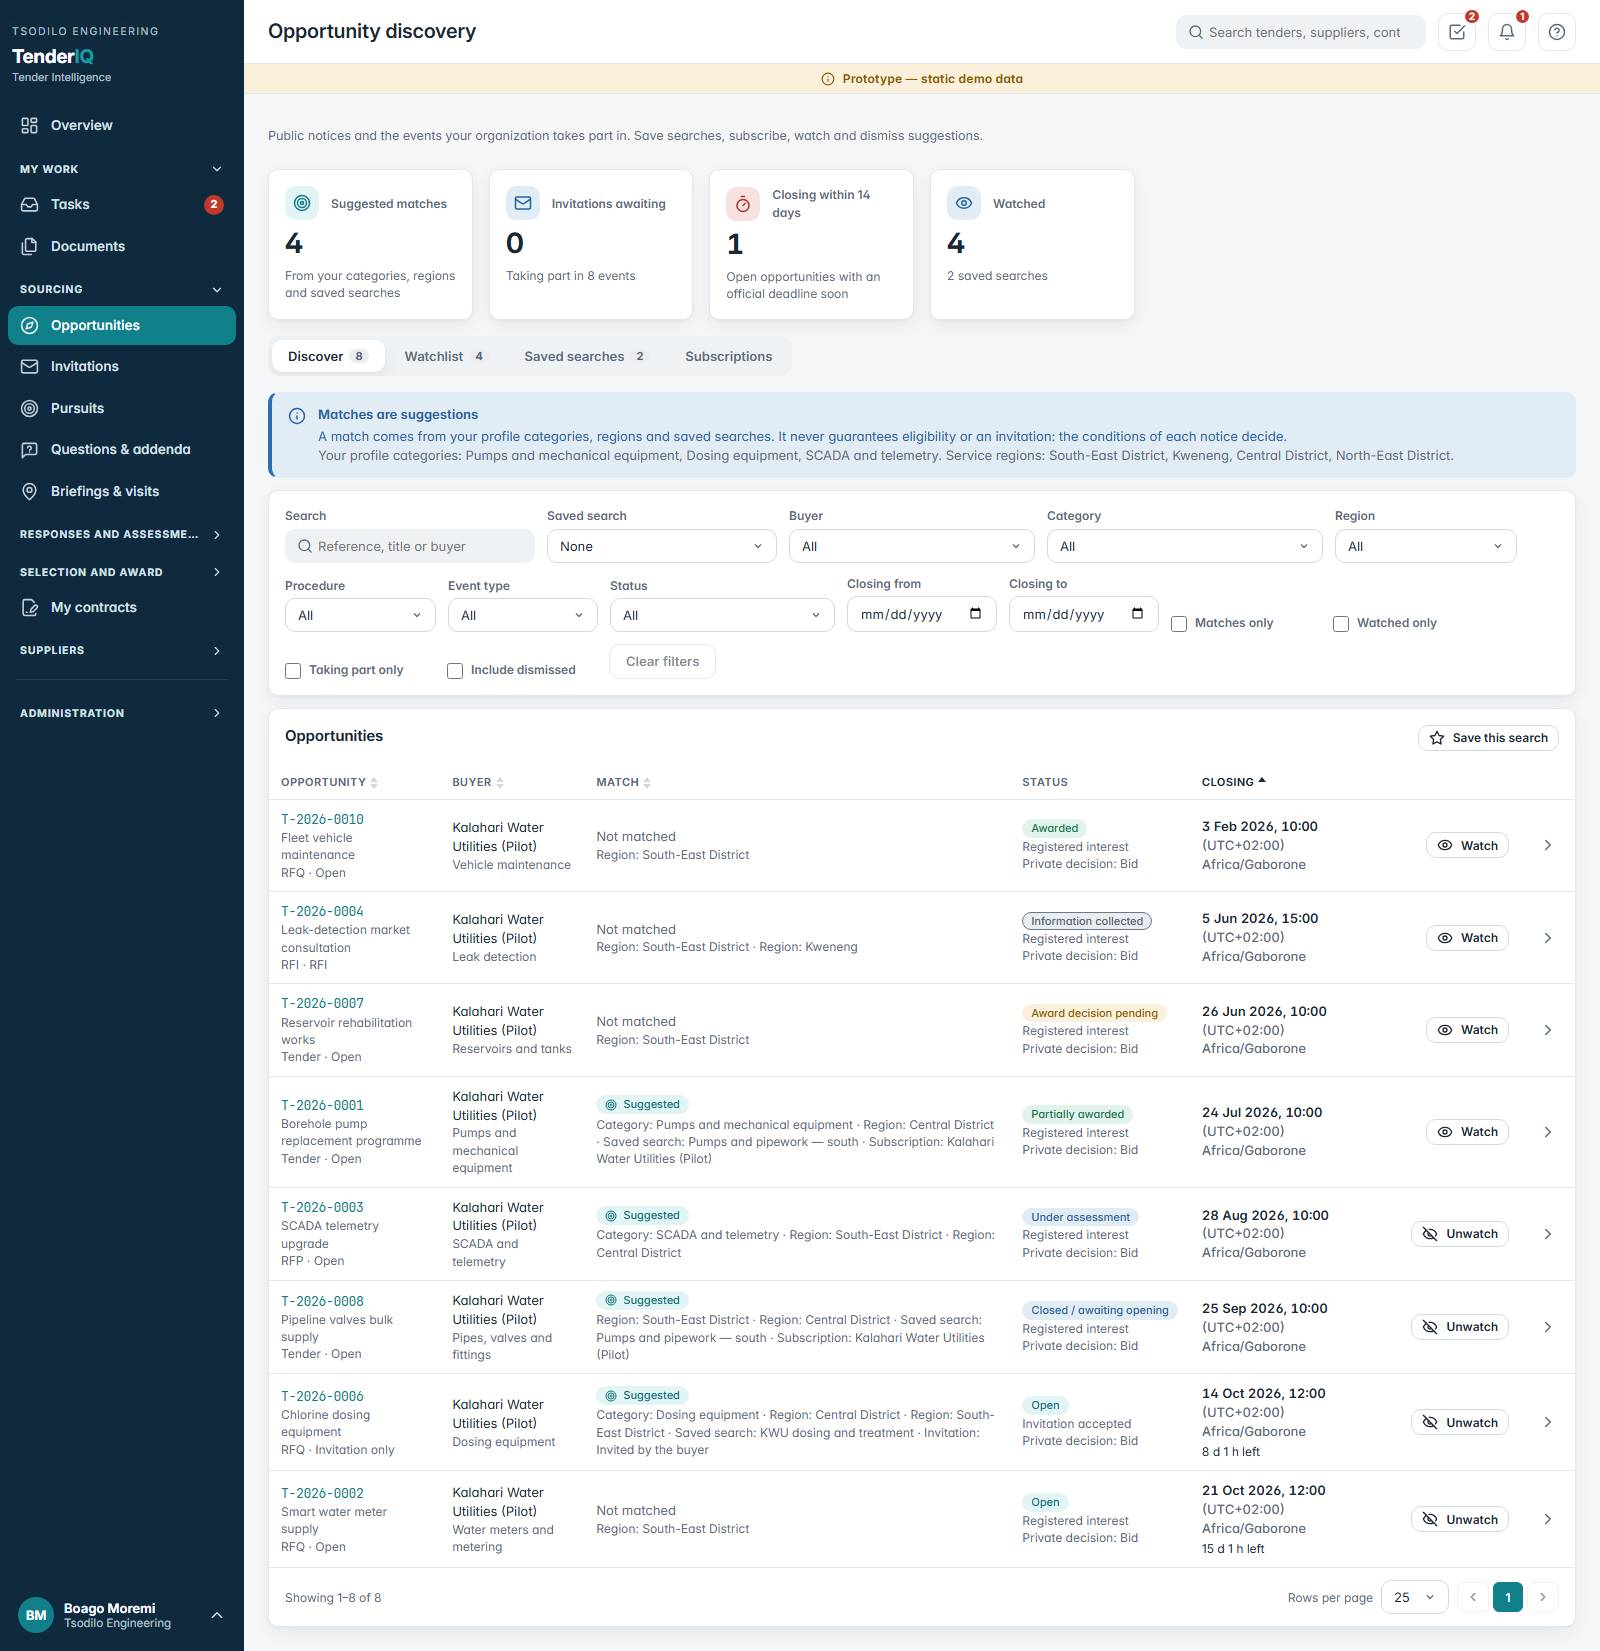 TSODILO ENGINEERING
TenderIQ
Tender Intelligence
Overview
MY WORK
Tasks
2
Documents
SOURCING
Opportunities
Invitations
Pursuits
Questions & addenda
Briefings & visits
RESPONSES AND ASSESSME...
SELECTION AND AWARD
My contracts
SUPPLIERS
ADMINISTRATION
BM
Boago Moremi
Tsodilo Engineering
Opportunity discovery
Search tenders, suppliers, cont
2
1
Prototype — static demo data
Public notices and the events your organization takes part in. Save searches, subscribe, watch and dismiss suggestions.
Suggested matches
4
From your categories, regions
and saved searches
Invitations awaiting
0
Taking part in 8 events
Closing within 14
days
1
Open opportunities with an
official deadline soon
Watched
4
2 saved searches
Discover 8
Watchlist 4
Saved searches 2
Subscriptions
Matches are suggestions
A match comes from your profile categories, regions and saved searches. It never guarantees eligibility or an invitation: the conditions of each notice decide.
Your profile categories: Pumps and mechanical equipment, Dosing equipment, SCADA and telemetry. Service regions: South-East District, Kweneng, Central District, North-East District.
Search
Reference, title or buyer
Saved search
None
Buyer
All
Category
All
Region
All
Procedure
All
Event type
All
Status
All
Closing from
mm/dd/yyyy
Closing to
mm/dd/yyyy
Matches only
Watched only
Taking part only
Include dismissed
Clear filters
Opportunities
Save this search
OPPORTUNITY
BUYER
MATCH
STATUS
CLOSING
T-2026-0010
Fleet vehicle
maintenance
RFQ · Open
Kalahari Water
Utilities (Pilot)
Vehicle maintenance
Not matched
Region: South-East District
Awarded
Registered interest
Private decision: Bid
3 Feb 2026, 10:00
(UTC+02:00)
Africa/Gaborone
Watch
T-2026-0004
Leak-detection market
consultation
RFI · RFI
Kalahari Water
Utilities (Pilot)
Leak detection
Not matched
Region: South-East District · Region: Kweneng
Information collected
Registered interest
Private decision: Bid
5 Jun 2026, 15:00
(UTC+02:00)
Africa/Gaborone
Watch
T-2026-0007
Reservoir rehabilitation
works
Tender · Open
Kalahari Water
Utilities (Pilot)
Reservoirs and tanks
Not matched
Region: South-East District
Award decision pending
Registered interest
Private decision: Bid
26 Jun 2026, 10:00
(UTC+02:00)
Africa/Gaborone
Watch
T-2026-0001
Borehole pump
replacement programme
Tender · Open
Kalahari Water
Utilities (Pilot)
Pumps and
mechanical
equipment
Suggested
Category: Pumps and mechanical equipment · Region: Central District
· Saved search: Pumps and pipework — south · Subscription: Kalahari
Water Utilities (Pilot)
Partially awarded
Registered interest
Private decision: Bid
24 Jul 2026, 10:00
(UTC+02:00)
Africa/Gaborone
Watch
T-2026-0003
SCADA telemetry
upgrade
RFP · Open
Kalahari Water
Utilities (Pilot)
SCADA and
telemetry
Suggested
Category: SCADA and telemetry · Region: South-East District · Region:
Central District
Under assessment
Registered interest
Private decision: Bid
28 Aug 2026, 10:00
(UTC+02:00)
Africa/Gaborone
Unwatch
T-2026-0008
Pipeline valves bulk
supply
Tender · Open
Kalahari Water
Utilities (Pilot)
Pipes, valves and
fittings
Suggested
Region: South-East District · Region: Central District · Saved search:
Pumps and pipework — south · Subscription: Kalahari Water Utilities
(Pilot)
Closed / awaiting opening
Registered interest
Private decision: Bid
25 Sep 2026, 10:00
(UTC+02:00)
Africa/Gaborone
Unwatch
T-2026-0006
Chlorine dosing
equipment
RFQ · Invitation only
Kalahari Water
Utilities (Pilot)
Dosing equipment
Suggested
Category: Dosing equipment · Region: Central District · Region: South-
East District · Saved search: KWU dosing and treatment · Invitation:
Invited by the buyer
Open
Invitation accepted
Private decision: Bid
14 Oct 2026, 12:00
(UTC+02:00)
Africa/Gaborone
8 d 1 h left
Unwatch
T-2026-0002
Smart water meter
supply
RFQ · Open
Kalahari Water
Utilities (Pilot)
Water meters and
metering
Not matched
Region: South-East District
Open
Registered interest
Private decision: Bid
21 Oct 2026, 12:00
(UTC+02:00)
Africa/Gaborone
15 d 1 h left
Unwatch
Showing 1–8 of 8
Rows per page
25
1